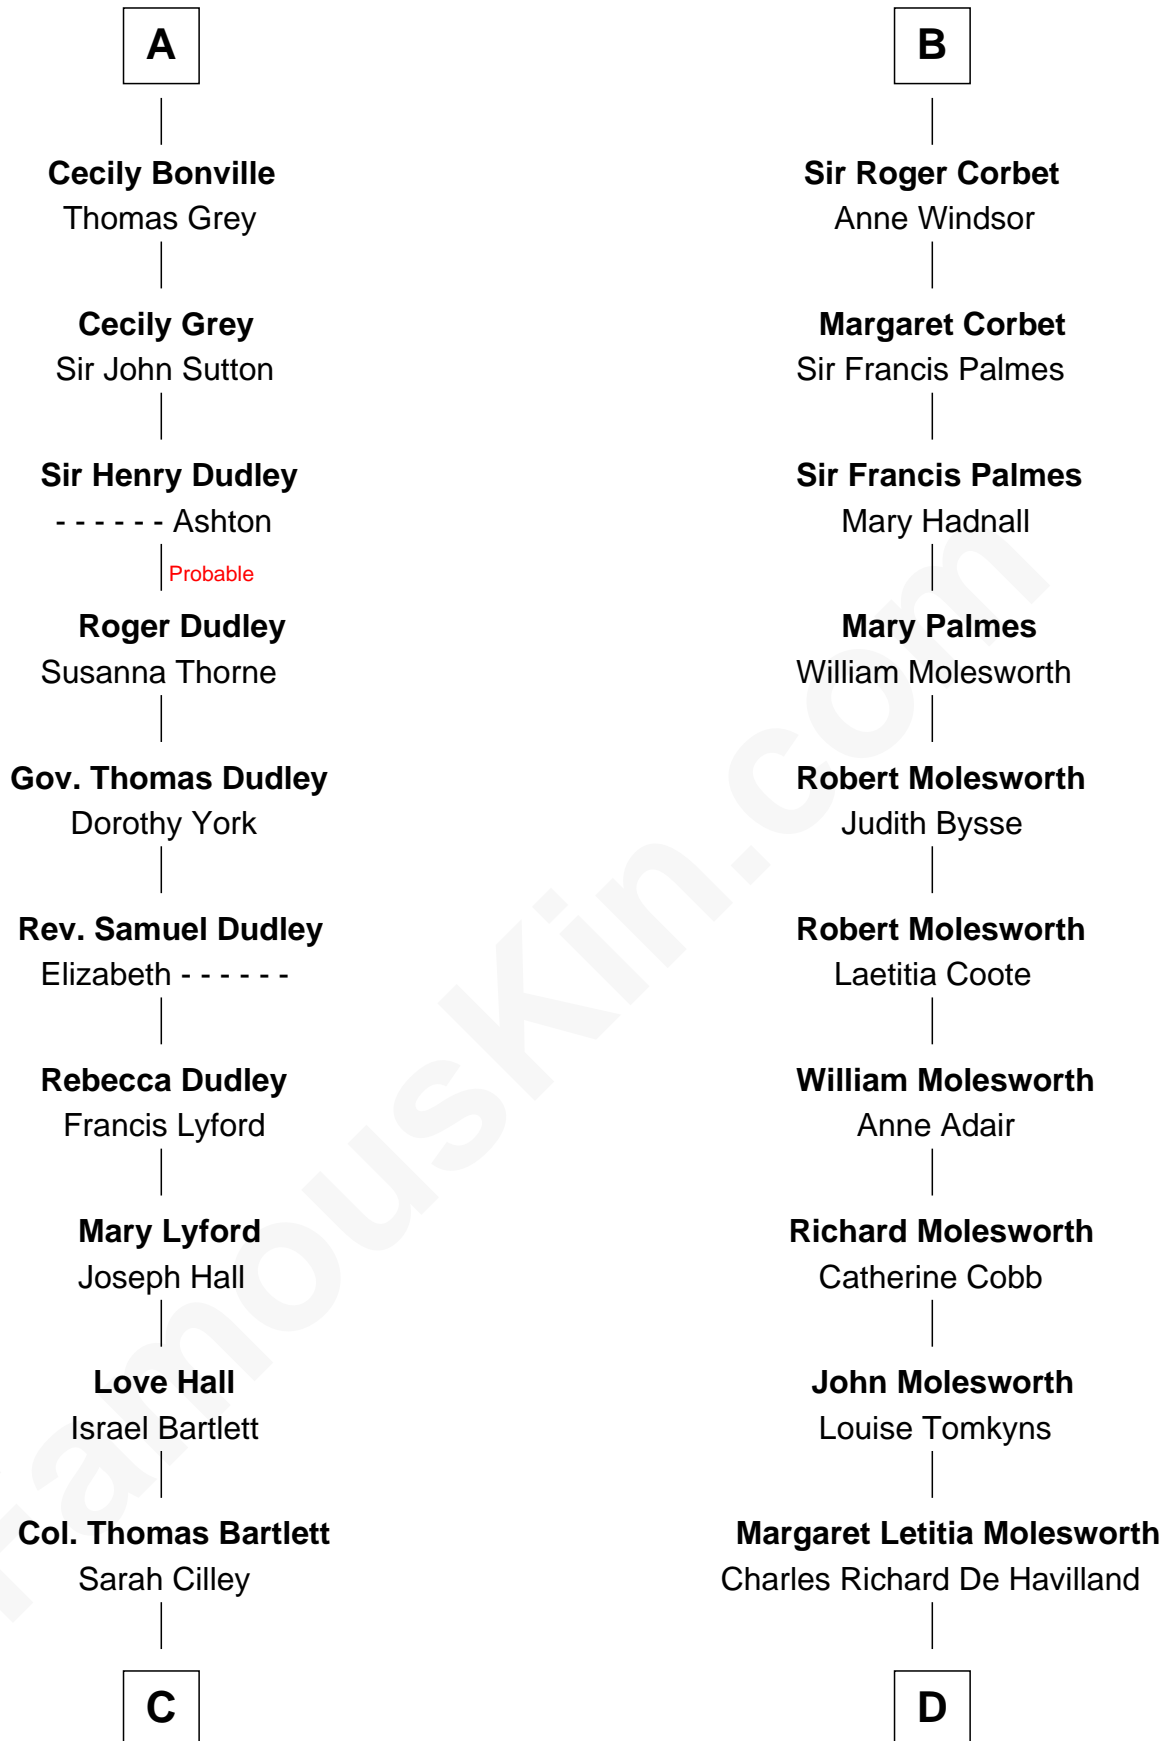 A
Cecily Bonville
Thomas Grey
Cecily Grey
Sir John Sutton
Sir Henry Dudley
- - - - - - Ashton
Probable
Roger Dudley
Susanna Thorne
Gov. Thomas Dudley
Dorothy York
Rev. Samuel Dudley
Elizabeth - - - - - -
Rebecca Dudley
Francis Lyford
Mary Lyford
Joseph Hall
Love Hall
Israel Bartlett
Col. Thomas Bartlett
Sarah Cilley
C
B
Sir Roger Corbet
Anne Windsor
Margaret Corbet
Sir Francis Palmes
Sir Francis Palmes
Mary Hadnall
Mary Palmes
William Molesworth
Robert Molesworth
Judith Bysse
Robert Molesworth
Laetitia Coote
William Molesworth
Anne Adair
Richard Molesworth
Catherine Cobb
John Molesworth
Louise Tomkyns
Margaret Letitia Molesworth
Charles Richard De Havilland
D
FamousKin.com